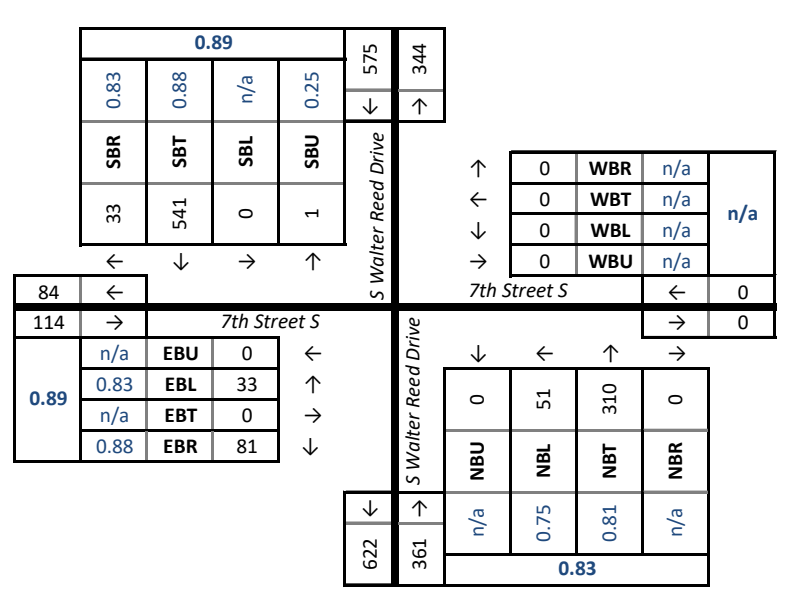 0.89
575
344
0.83 0.88 n/a 0.25
↓ ↑
SBR SBT SBL SBU
33 541 0 1
← ↓ → ↑
S Walter Reed Drive
↑ 0 WBR n/a
← 0 WBT n/a
n/a
↓ 0 WBL n/a
→ 0 WBU n/a
84 ←
7th Street S
← 0
114 →
7th Street S
→ 0
n/a EBU 0 ←
0.83 EBL 33 ↑
0.89
n/a EBT 0 →
0.88 EBR 81 ↓
S Walter Reed Drive
↓ ← ↑ →
0 51 310 0
NBU NBL NBT NBR
↓ ↑
n/a 0.75 0.81 n/a
622
361
0.83